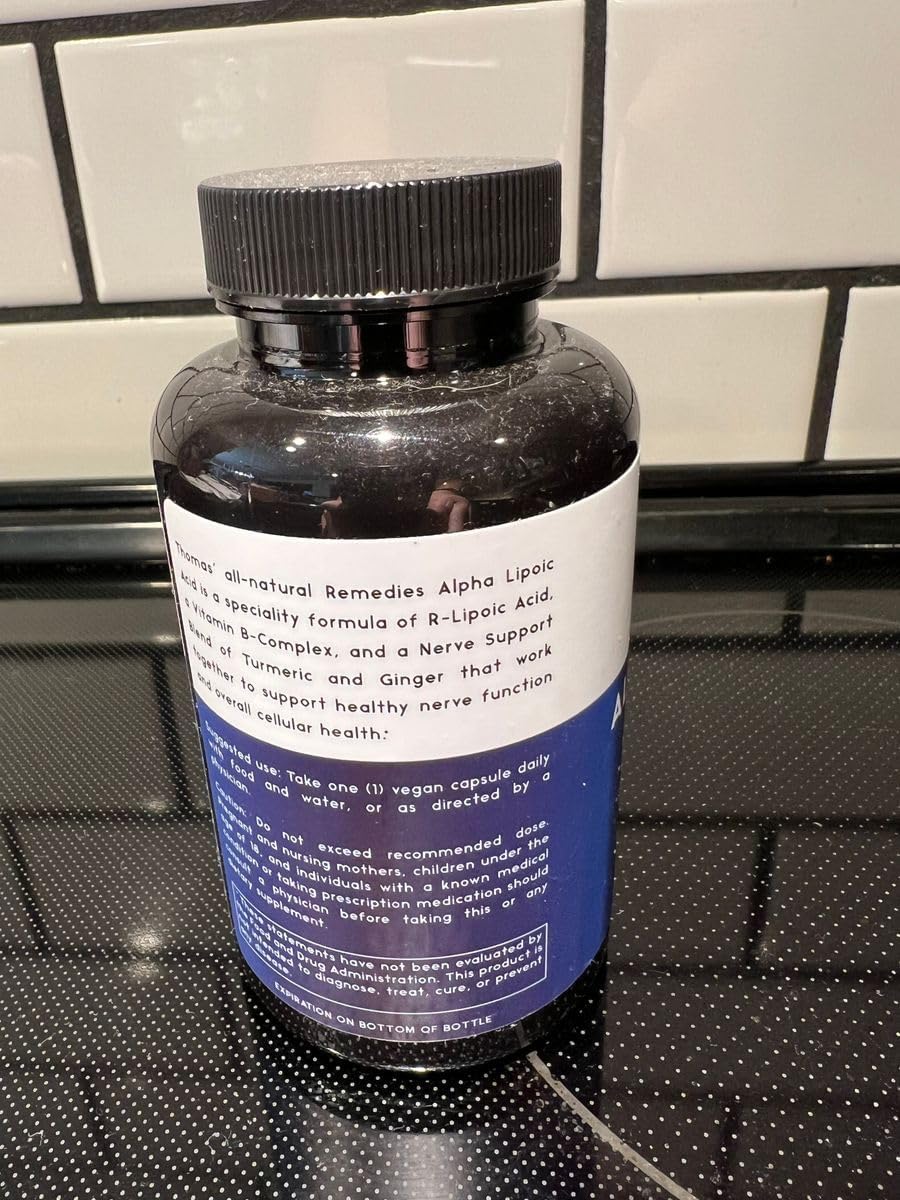 Thomas' all-natural Remedies Alpha Lipoic
Acid is a speciality formula of R-Lipoic Acid,
a Vitamin B-Complex, and a Nerve Support
Blend of Turmeric and Ginger that work
together to support healthy nerve function
and overall cellular health.*
Suggested use: Take one (1) vegan capsule daily
with food and water, or as directed by a
physician.
Caution: Do not exceed recommended dose.
Pregnant and nursing mothers, children under the
age of 18, and individuals with a known medical
condition or taking prescription medication should
consult a physician before taking this or any
dietary supplement.
*These statements have not been evaluated by
the Food and Drug Administration. This product is
not intended to diagnose, treat, cure, or prevent
any disease.
EXPIRATION ON BOTTOM OF BOTTLE